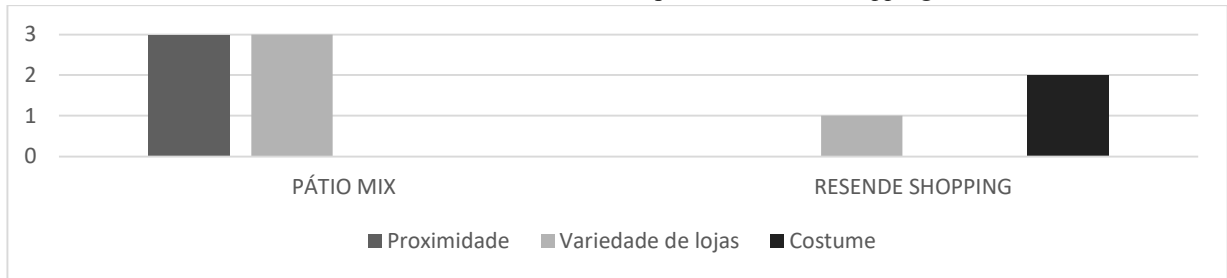 3
2
1
0
PÁTIO MIX RESENDE SHOPPING
Proximidade Variedade de lojas Costume